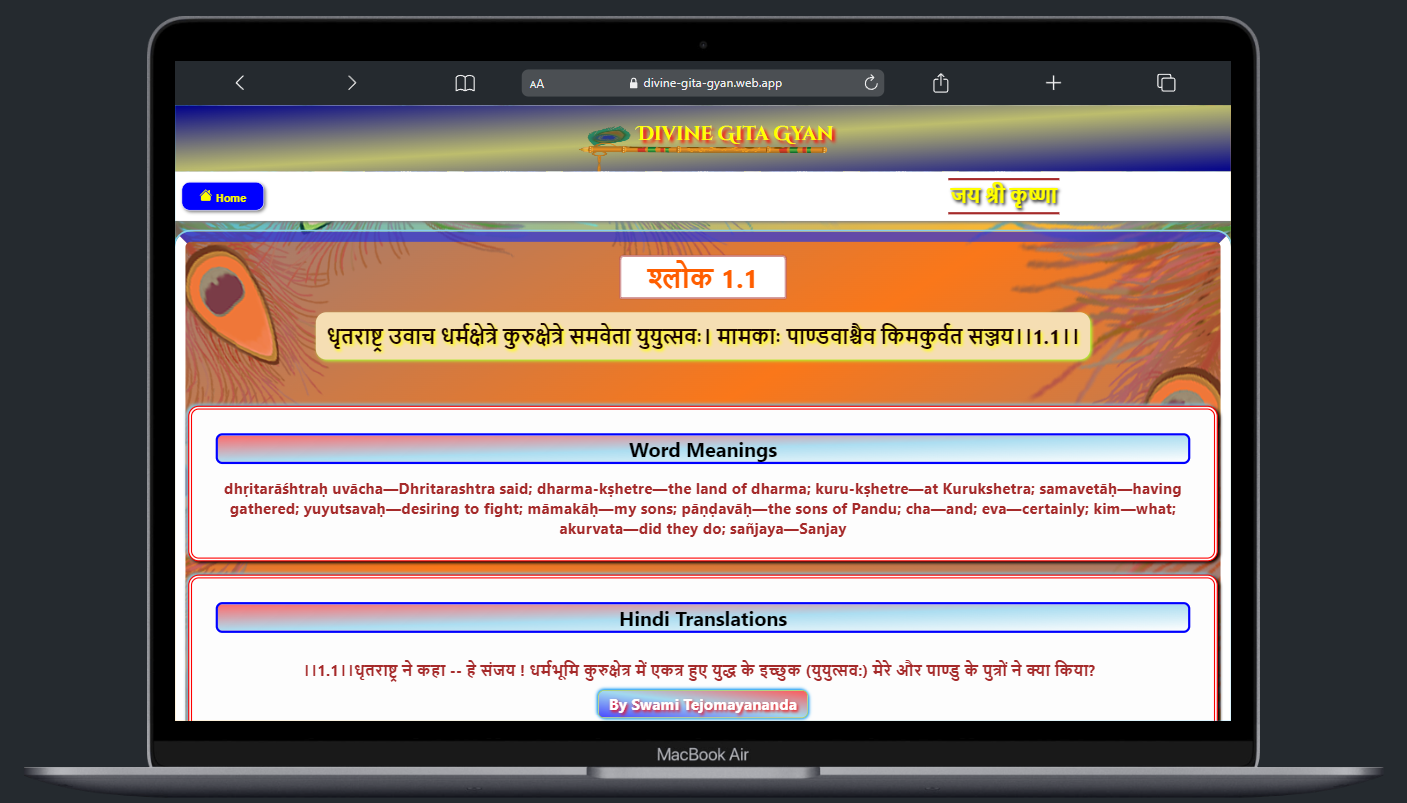 AA divine-gita-gyan.web.app
DIVINE GITA GYAN
Home
जय श्री कृष्णा
श्लोक 1.1
धृतराष्ट्र उवाच धर्मक्षेत्रे कुरुक्षेत्रे समवेता युयुत्सवः। मामकाः पाण्डवाश्चैव किमकुर्वत सञ्जय।।1.1।।
Word Meanings
dhṛitarāśhtraḥ uvācha—Dhritarashtra said; dharma-kṣhetre—the land of dharma; kuru-kṣhetre—at Kurukshetra; samavetāḥ—having
gathered; yuyutsavaḥ—desiring to fight; māmakāḥ—my sons; pāṇḍavāḥ—the sons of Pandu; cha—and; eva—certainly; kim—what;
akurvata—did they do; sañjaya—Sanjay
Hindi Translations
।।1.1।।धृतराष्ट्र ने कहा -- हे संजय ! धर्मभूमि कुरुक्षेत्र में एकत्र हुए युद्ध के इच्छुक (युयुत्सव:) मेरे और पाण्डु के पुत्रों ने क्या किया?
By Swami Tejomayananda
MacBook Air